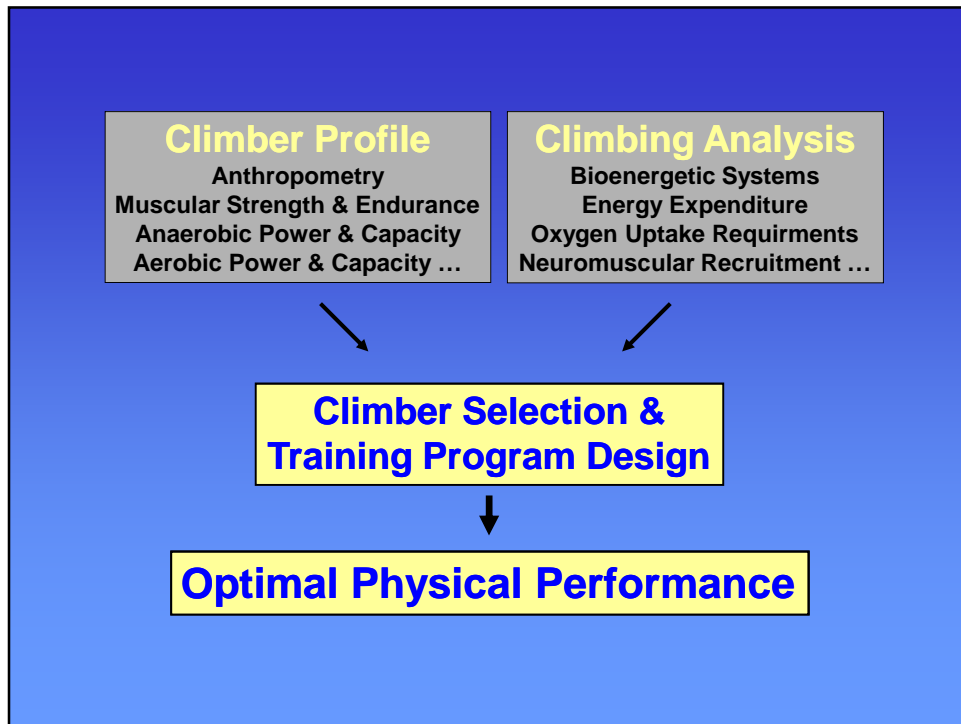 Climber Profile
Anthropometry
Muscular Strength & Endurance
Anaerobic Power & Capacity
Aerobic Power & Capacity …
Climbing Analysis
Bioenergetic Systems
Energy Expenditure
Oxygen Uptake Requirments
Neuromuscular Recruitment …
Climber Selection &
Training Program Design
Optimal Physical Performance